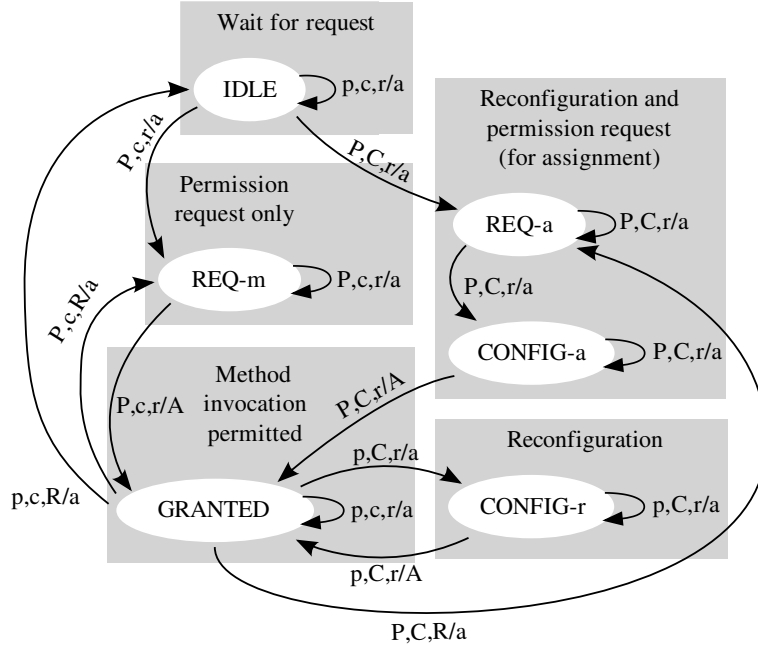 Wait for request
IDLE
p,c,r/a
P,c,r/a
P,C,r/a
Reconfiguration and
permission request
(for assignment)
REQ-a
P,C,r/a
P,C,r/a
CONFIG-a
P,C,r/a
Permission
request only
REQ-m
P,c,r/a
P,c,R/a
P,c,r/A
P,C,r/A
Method
invocation
permitted
GRANTED
p,c,r/a
p,C,r/a
Reconfiguration
CONFIG-r
p,C,r/a
p,c,R/a
p,C,r/A
P,C,R/a